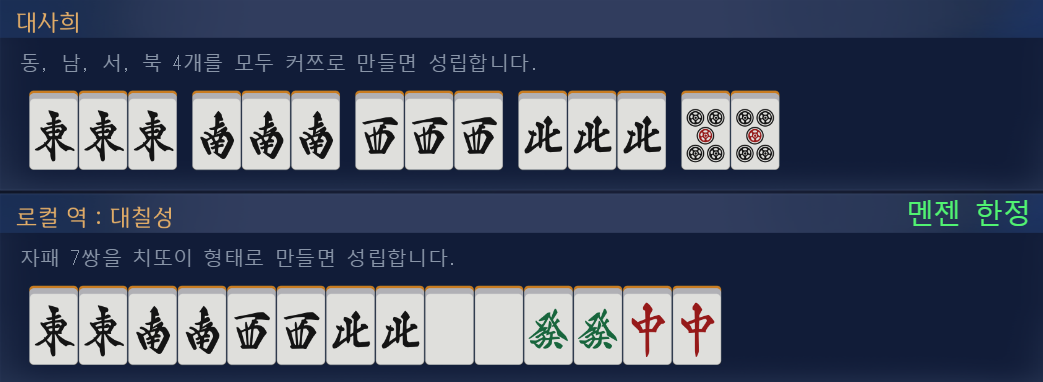 대사희
동, 남, 서, 북 4개를 모두 커쯔로 만들면 성립합니다.
東東東 南南南 西西西 北北北
로컬 역 : 대칠성 멘젠 한정
자패 7쌍을 치또이 형태로 만들면 성립합니다.
東東南南西西北北發發中中